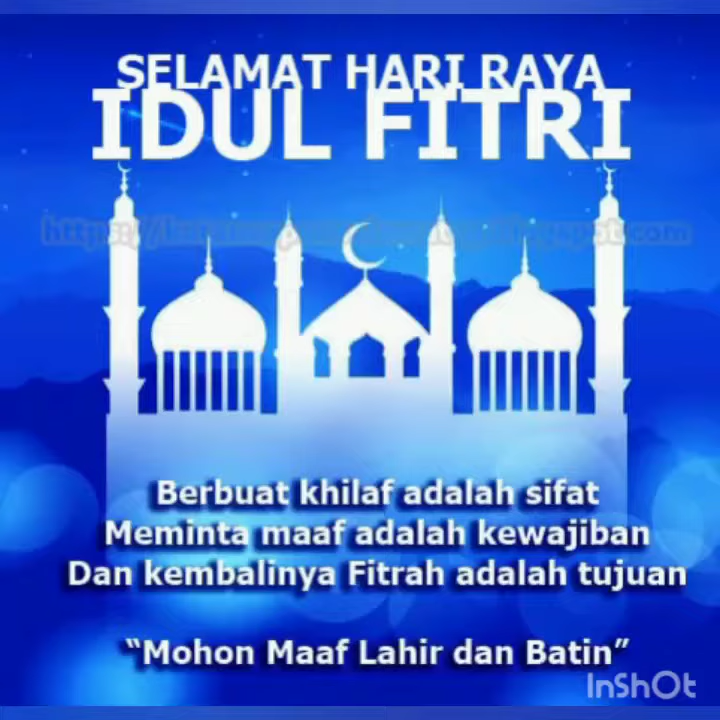 SELAMAT HARI RAYA
IDUL FITRI
Berbuat khilaf adalah sifat
Meminta maaf adalah kewajiban
Dan kembalinya Fitrah adalah tujuan
“Mohon Maaf Lahir dan Batin”
InShOt